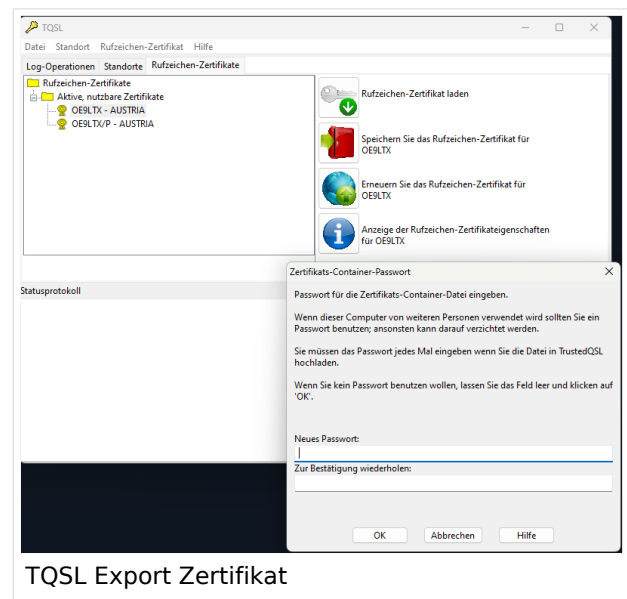 TQSL
Datei Standort Rufzeichen-Zertifikat Hilfe
Log-Operationen Standorte Rufzeichen-Zertifikate
Rufzeichen-Zertifikate
Aktive, nutzbare Zertifikate
OE9LTX - AUSTRIA
OE9LTX/P - AUSTRIA
Rufzeichen-Zertifikat laden
Speichern Sie das Rufzeichen-Zertifikat für
OE9LTX
Erneuern Sie das Rufzeichen-Zertifikat für
OE9LTX
Anzeige der Rufzeichen-Zertifikateigenschaften
für OE9LTX
Statusprotokoll
Zertifikats-Container-Passwort
Passwort für die Zertifikats-Container-Datei eingeben.
Wenn dieser Computer von weiteren Personen verwendet wird sollten Sie ein
Passwort benutzen; ansonsten kann darauf verzichtet werden.
Sie müssen das Passwort jedes Mal eingeben wenn Sie die Datei in TrustedQSL
hochladen.
Wenn Sie kein Passwort benutzen wollen, lassen Sie das Feld leer und klicken auf
'OK'.
Neues Passwort:
Zur Bestätigung wiederholen:
OK Abbrechen Hilfe
TQSL Export Zertifikat